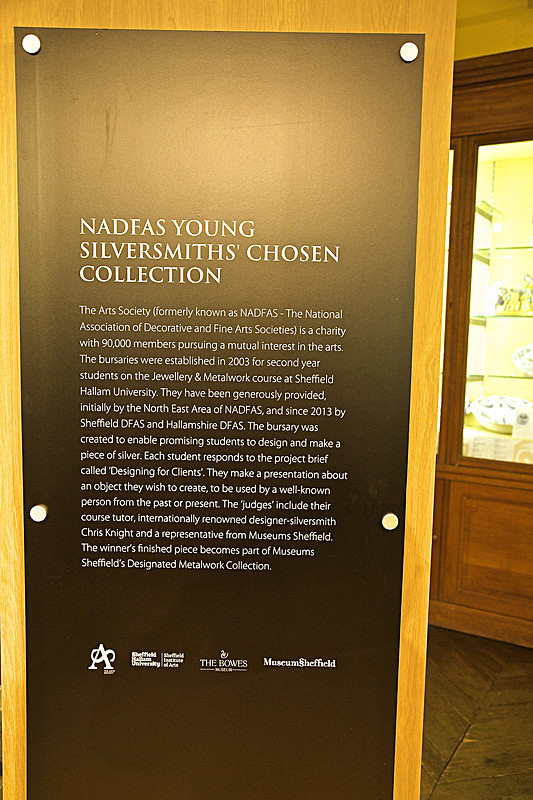 NADFAS YOUNG
SILVERSMITHS' CHOSEN
COLLECTION
The Arts Society (formerly known as NADFAS - The National
Association of Decorative and Fine Arts Societies) is a charity
with 90,000 members pursuing a mutual interest in the arts.
The bursaries were established in 2003 for second year
students on the Jewellery & Metalwork course at Sheffield
Hallam University. They have been generously provided,
initially by the North East Area of NADFAS, and since 2013 by
Sheffield DFAS and Hallamshire DFAS. The bursary was
created to enable promising students to design and make a
piece of silver. Each student responds to the project brief
called 'Designing for Clients'. They make a presentation about
an object they wish to create, to be used by a well-known
person from the past or present. The 'judges' include their
course tutor, internationally renowned designer-silversmith
Chris Knight and a representative from Museums Sheffield.
The winner's finished piece becomes part of Museums
Sheffield's Designated Metalwork Collection.
Sheffield
Hallam
University
Sheffield
Institute
of Arts
THE BOWES
MUSEUM
MuseumsSheffield